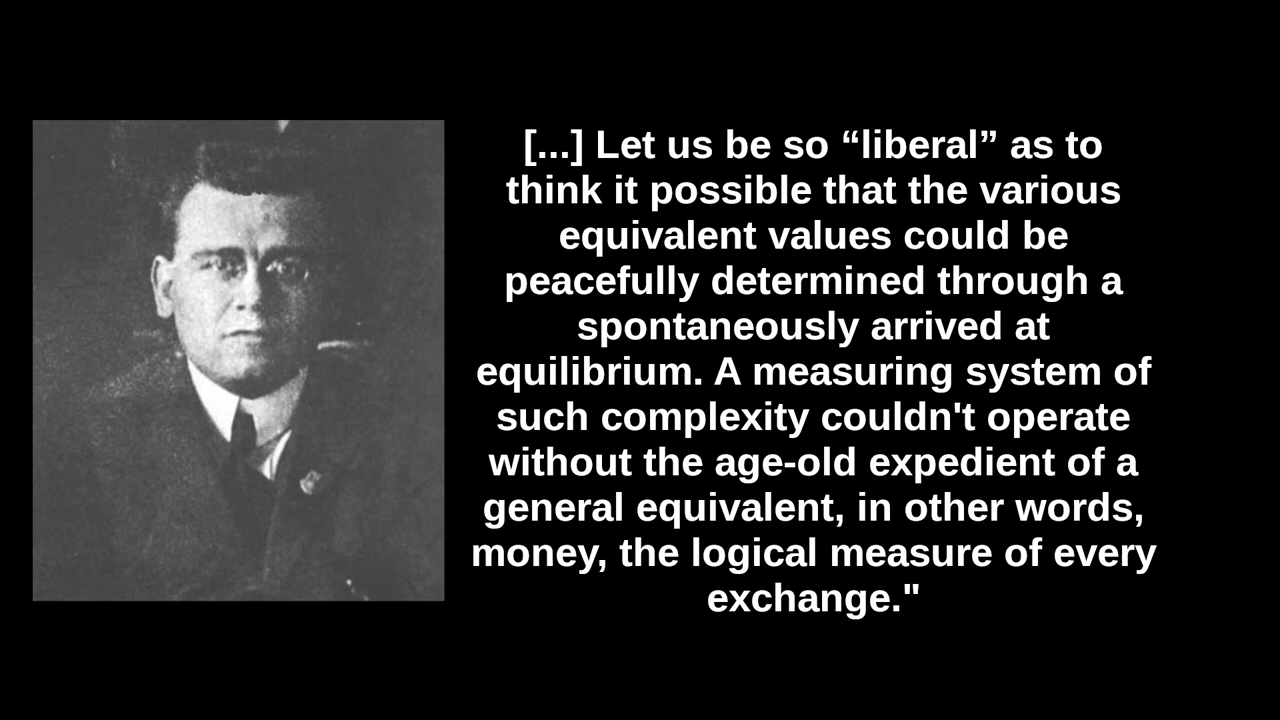 [...] Let us be so “liberal” as to
think it possible that the various
equivalent values could be
peacefully determined through a
spontaneously arrived at
equilibrium. A measuring system of
such complexity couldn't operate
without the age-old expedient of a
general equivalent, in other words,
money, the logical measure of every
exchange."